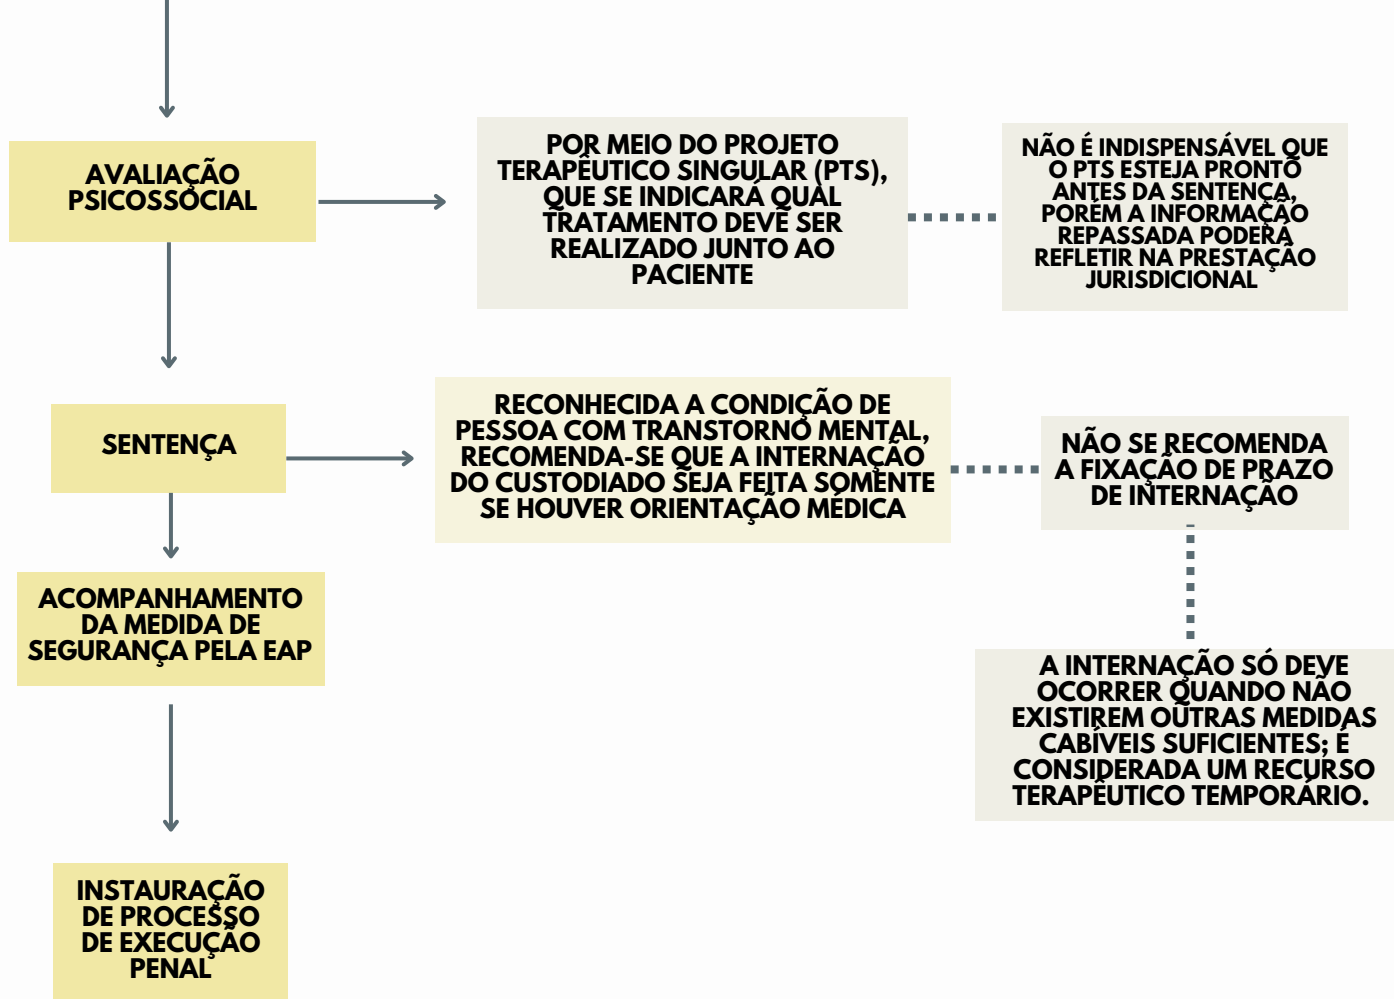 AVALIAÇÃO
PSICOSSOCIAL
POR MEIO DO PROJETO
TERAPÊUTICO SINGULAR (PTS),
QUE SE INDICARÁ QUAL
TRATAMENTO DEVE SER
REALIZADO JUNTO AO
PACIENTE
NÃO É INDISPENSÁVEL QUE
O PTS ESTEJA PRONTO
ANTES DA SENTENÇA,
PORÉM A INFORMAÇÃO
REPASSADA PODERÁ
REFLETIR NA PRESTAÇÃO
JURISDICIONAL
SENTENÇA
RECONHECIDA A CONDIÇÃO DE
PESSOA COM TRANSTORNO MENTAL,
RECOMENDA-SE QUE A INTERNAÇÃO
DO CUSTODIADO SEJA FEITA SOMENTE
SE HOUVER ORIENTAÇÃO MÉDICA
NÃO SE RECOMENDA
A FIXAÇÃO DE PRAZO
DE INTERNAÇÃO
ACOMPANHAMENTO
DA MEDIDA DE
SEGURANÇA PELA EAP
A INTERNAÇÃO SÓ DEVE
OCORRER QUANDO NÃO
EXISTIREM OUTRAS MEDIDAS
CABÍVEIS SUFICIENTES; É
CONSIDERADA UM RECURSO
TERAPÊUTICO TEMPORÁRIO.
INSTAURAÇÃO
DE PROCESSO
DE EXECUÇÃO
PENAL